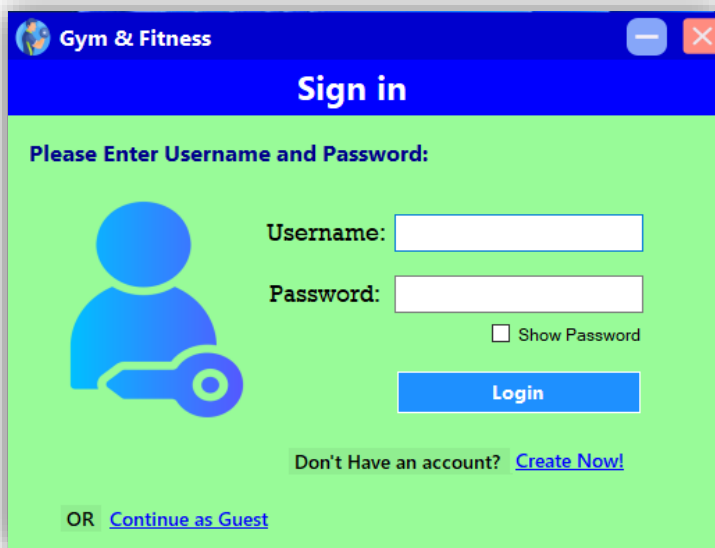 Gym & Fitness
Sign in
Please Enter Username and Password:
Username:
Password:
Show Password
Login
Don't Have an account? Create Now!
OR Continue as Guest